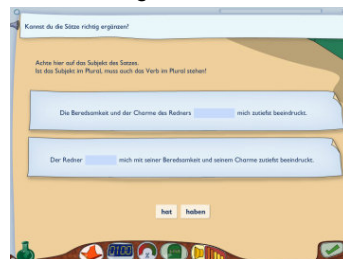 Kannst du die Sätze richtig ergänzen?
Achte hier auf das Subjekt des Satzes.
Ist das Subjekt im Plural, muss auch das Verb im Plural stehen!
Die Beredsamkeit und der Charme des Redners mich zutiefst beeindruckt.
Der Redner mich mit seiner Beredsamkeit und seinem Charme zutiefst beeindruckt.
hat haben
0100